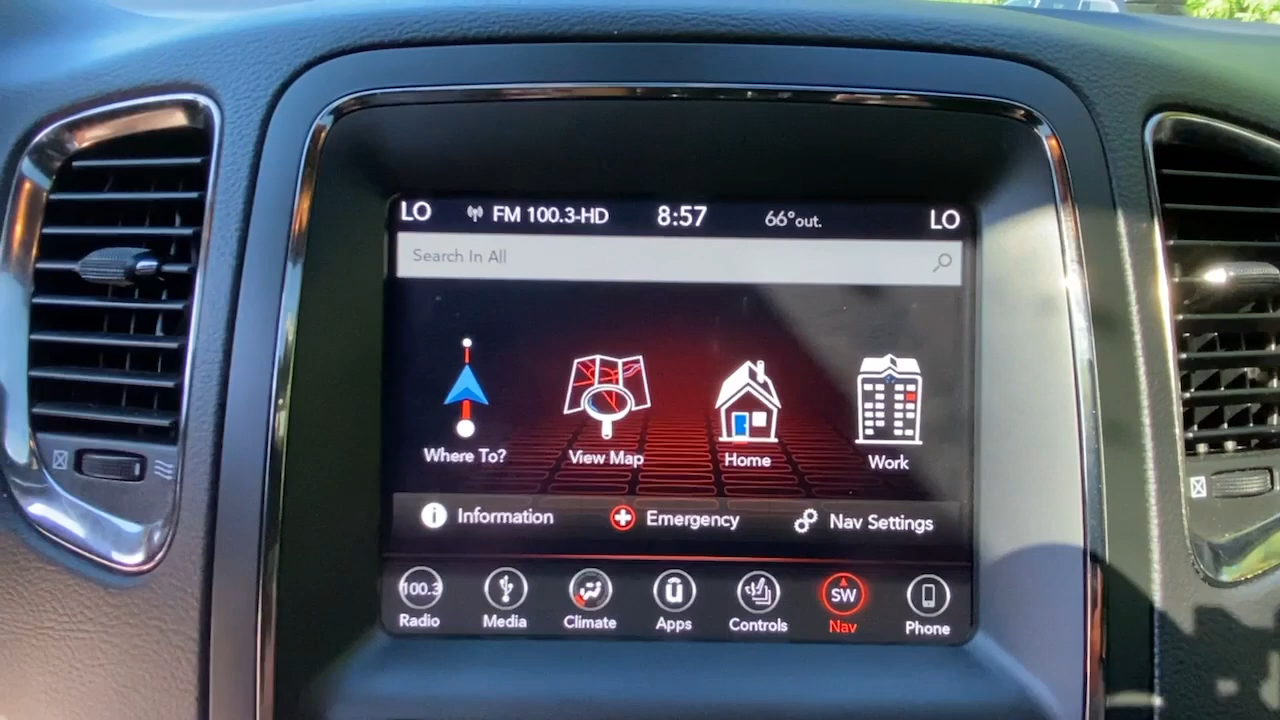 LO FM 100.3-HD 8:57 66°out. LO
Search In All
Where To? View Map Home Work
Information Emergency Nav Settings
100.3 SW
Radio Media Climate Apps Controls Nav Phone